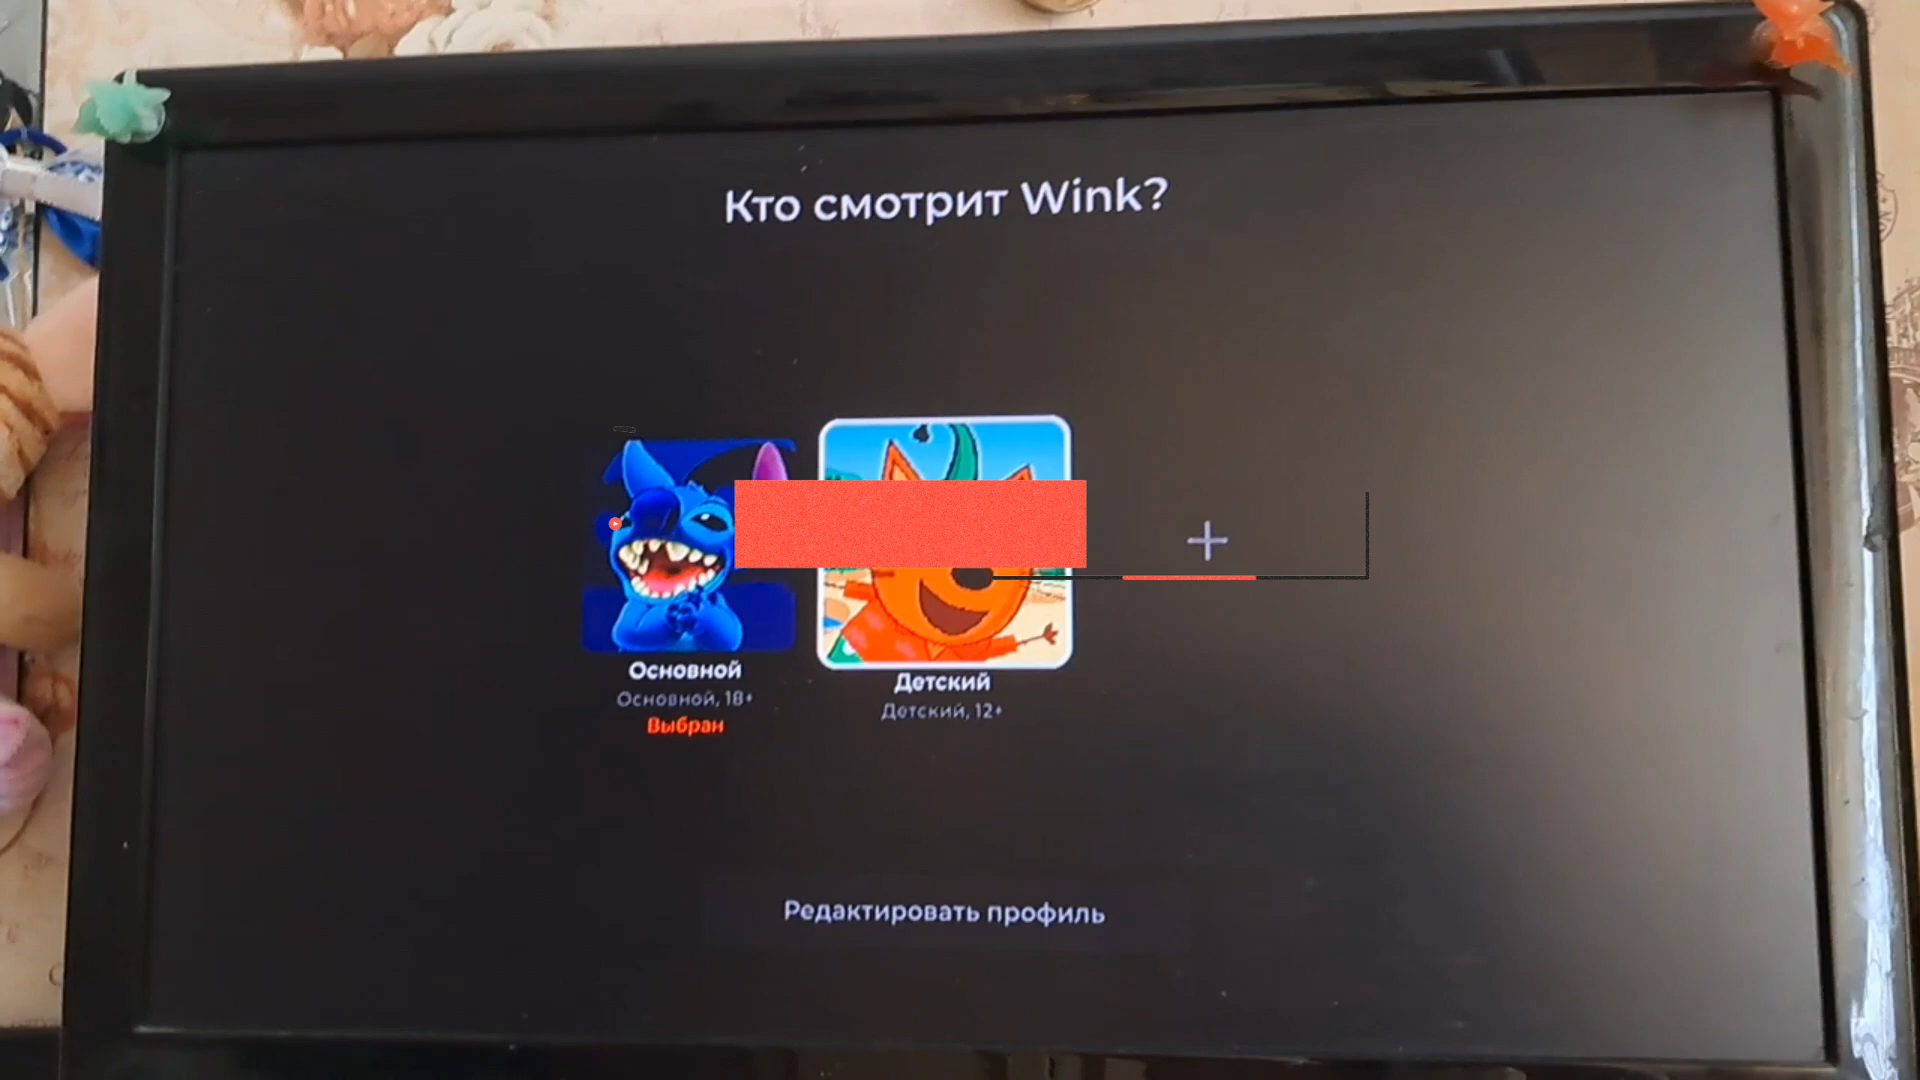 Кто смотрит Wink?
Основной
Основной, 18+
Выбран
Детский
Детский, 12+
Редактировать профиль